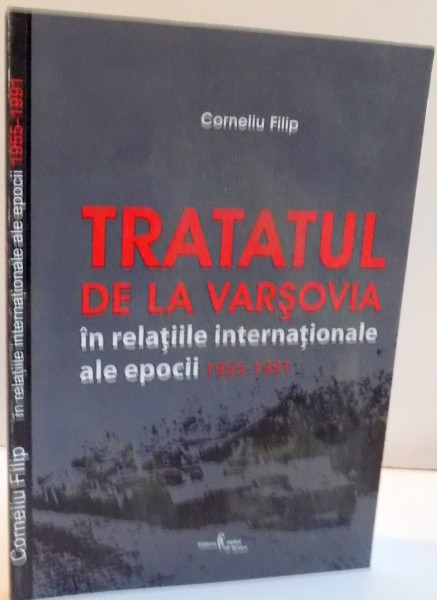 Corneliu Filip
TRATATUL
DE LA VARŞOVIA
în relaţiile internaţionale
ale epocii 1955-1991
Corneliu Filip în relaţiile internaţionale ale epocii 1955-1991